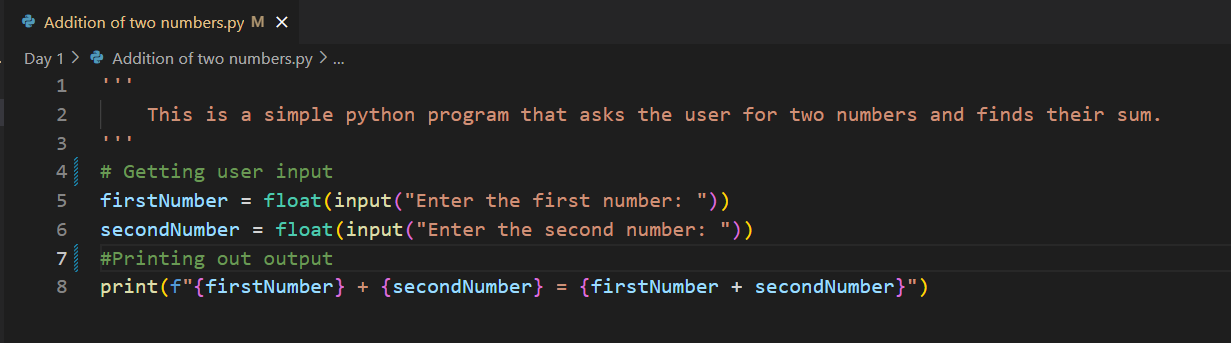 Addition of two numbers.py M ×
Day 1 > Addition of two numbers.py > ...
1 '''
2     This is a simple python program that asks the user for two numbers and finds their sum.
3 '''
4 # Getting user input
5 firstNumber = float(input("Enter the first number: "))
6 secondNumber = float(input("Enter the second number: "))
7 #Printing out output
8 print(f"{firstNumber} + {secondNumber} = {firstNumber + secondNumber}")